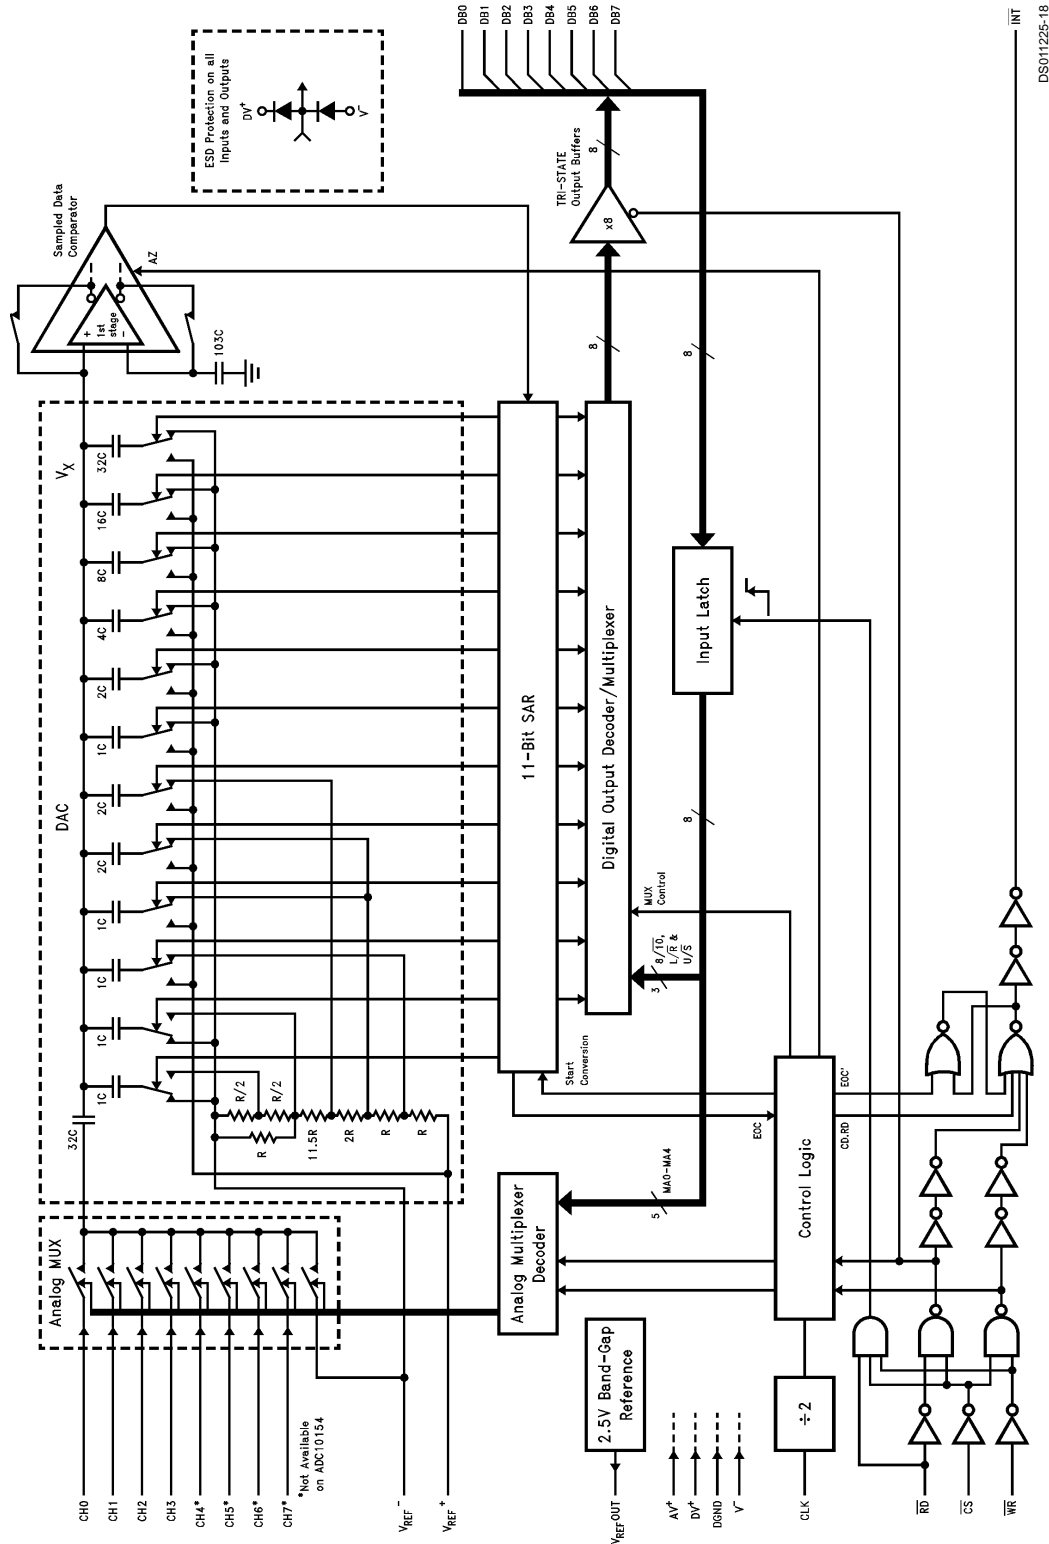 CH0
CH1
CH2
CH3
CH4*
CH5*
CH6*
CH7*
*Not Available
on ADC10154
VREF−
VREF+
Analog MUX
32C
DAC
VX
1C
1C
1C
1C
2C
2C
1C
2C
4C
8C
16C
32C
R/2
R/2
R
11.5R
2R
R
R
Sampled Data
Comparator
+
1st
stage
−
AZ
103C
ESD Protection on all
Inputs and Outputs
DV+
V−
11-Bit SAR
Start
Conversion
EOC
Digital Output Decoder/Multiplexer
MUX
Control
3
8/10,
L/R &
U/S
8
TRI-STATE
Output Buffers
x8
8
DB0
DB1
DB2
DB3
DB4
DB5
DB6
DB7
8
Input Latch
8
5
MA0-MA4
Analog Multiplexer
Decoder
2.5V Band-Gap
Reference
VREFOUT
AV+
DV+
DGND
V−
CLK
÷2
Control Logic
EOC'
CD.RD
RD
CS
WR
INT
DS011225-18